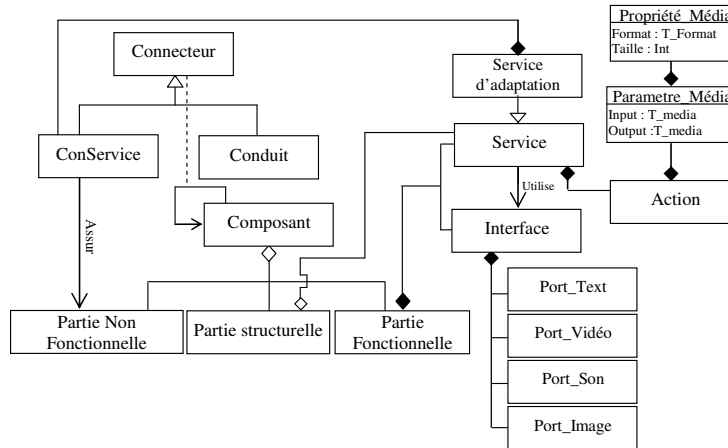 Propriété_Média
Format : T_Format
Taille : Int
Connecteur
Service
d'adaptation
Parametre_Média
Input : T_media
Output :T_media
ConService
Conduit
Service
Utilise
Action
Composant
Interface
Assur
Port_Text
Partie Non
Fonctionnelle
Partie structurelle
Partie
Fonctionnelle
Port_Vidéo
Port_Son
Port_Image